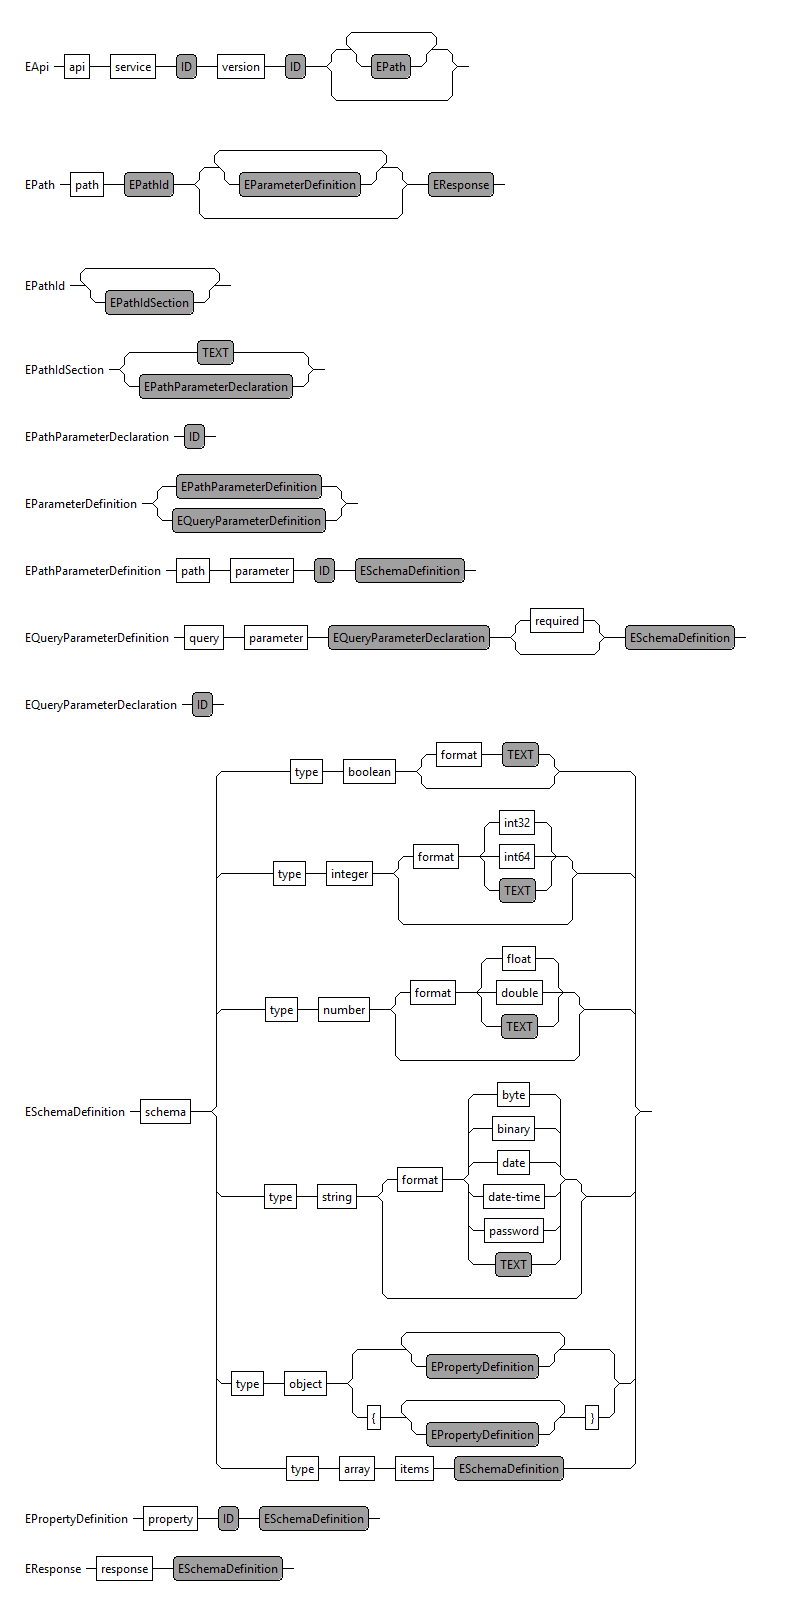 EApi api service ID version ID EPath
EPath path EPathId EParameterDefinition EResponse
EPathId
EPathIdSection
TEXT
EPathIdSection
EPathParameterDeclaration
EPathParameterDeclaration ID
EPathParameterDefinition
EParameterDefinition
EQueryParameterDefinition
EPathParameterDefinition path parameter ID ESchemaDefinition
required
EQueryParameterDefinition query parameter EQueryParameterDeclaration ESchemaDefinition
EQueryParameterDeclaration ID
format TEXT
type boolean
int32
format int64
type integer
TEXT
float
format double
type number
TEXT
byte
ESchemaDefinition schema
binary
date
format
type string date-time
password
TEXT
EPropertyDefinition
type object
{ }
EPropertyDefinition
type array items ESchemaDefinition
EPropertyDefinition property ID ESchemaDefinition
EResponse response ESchemaDefinition